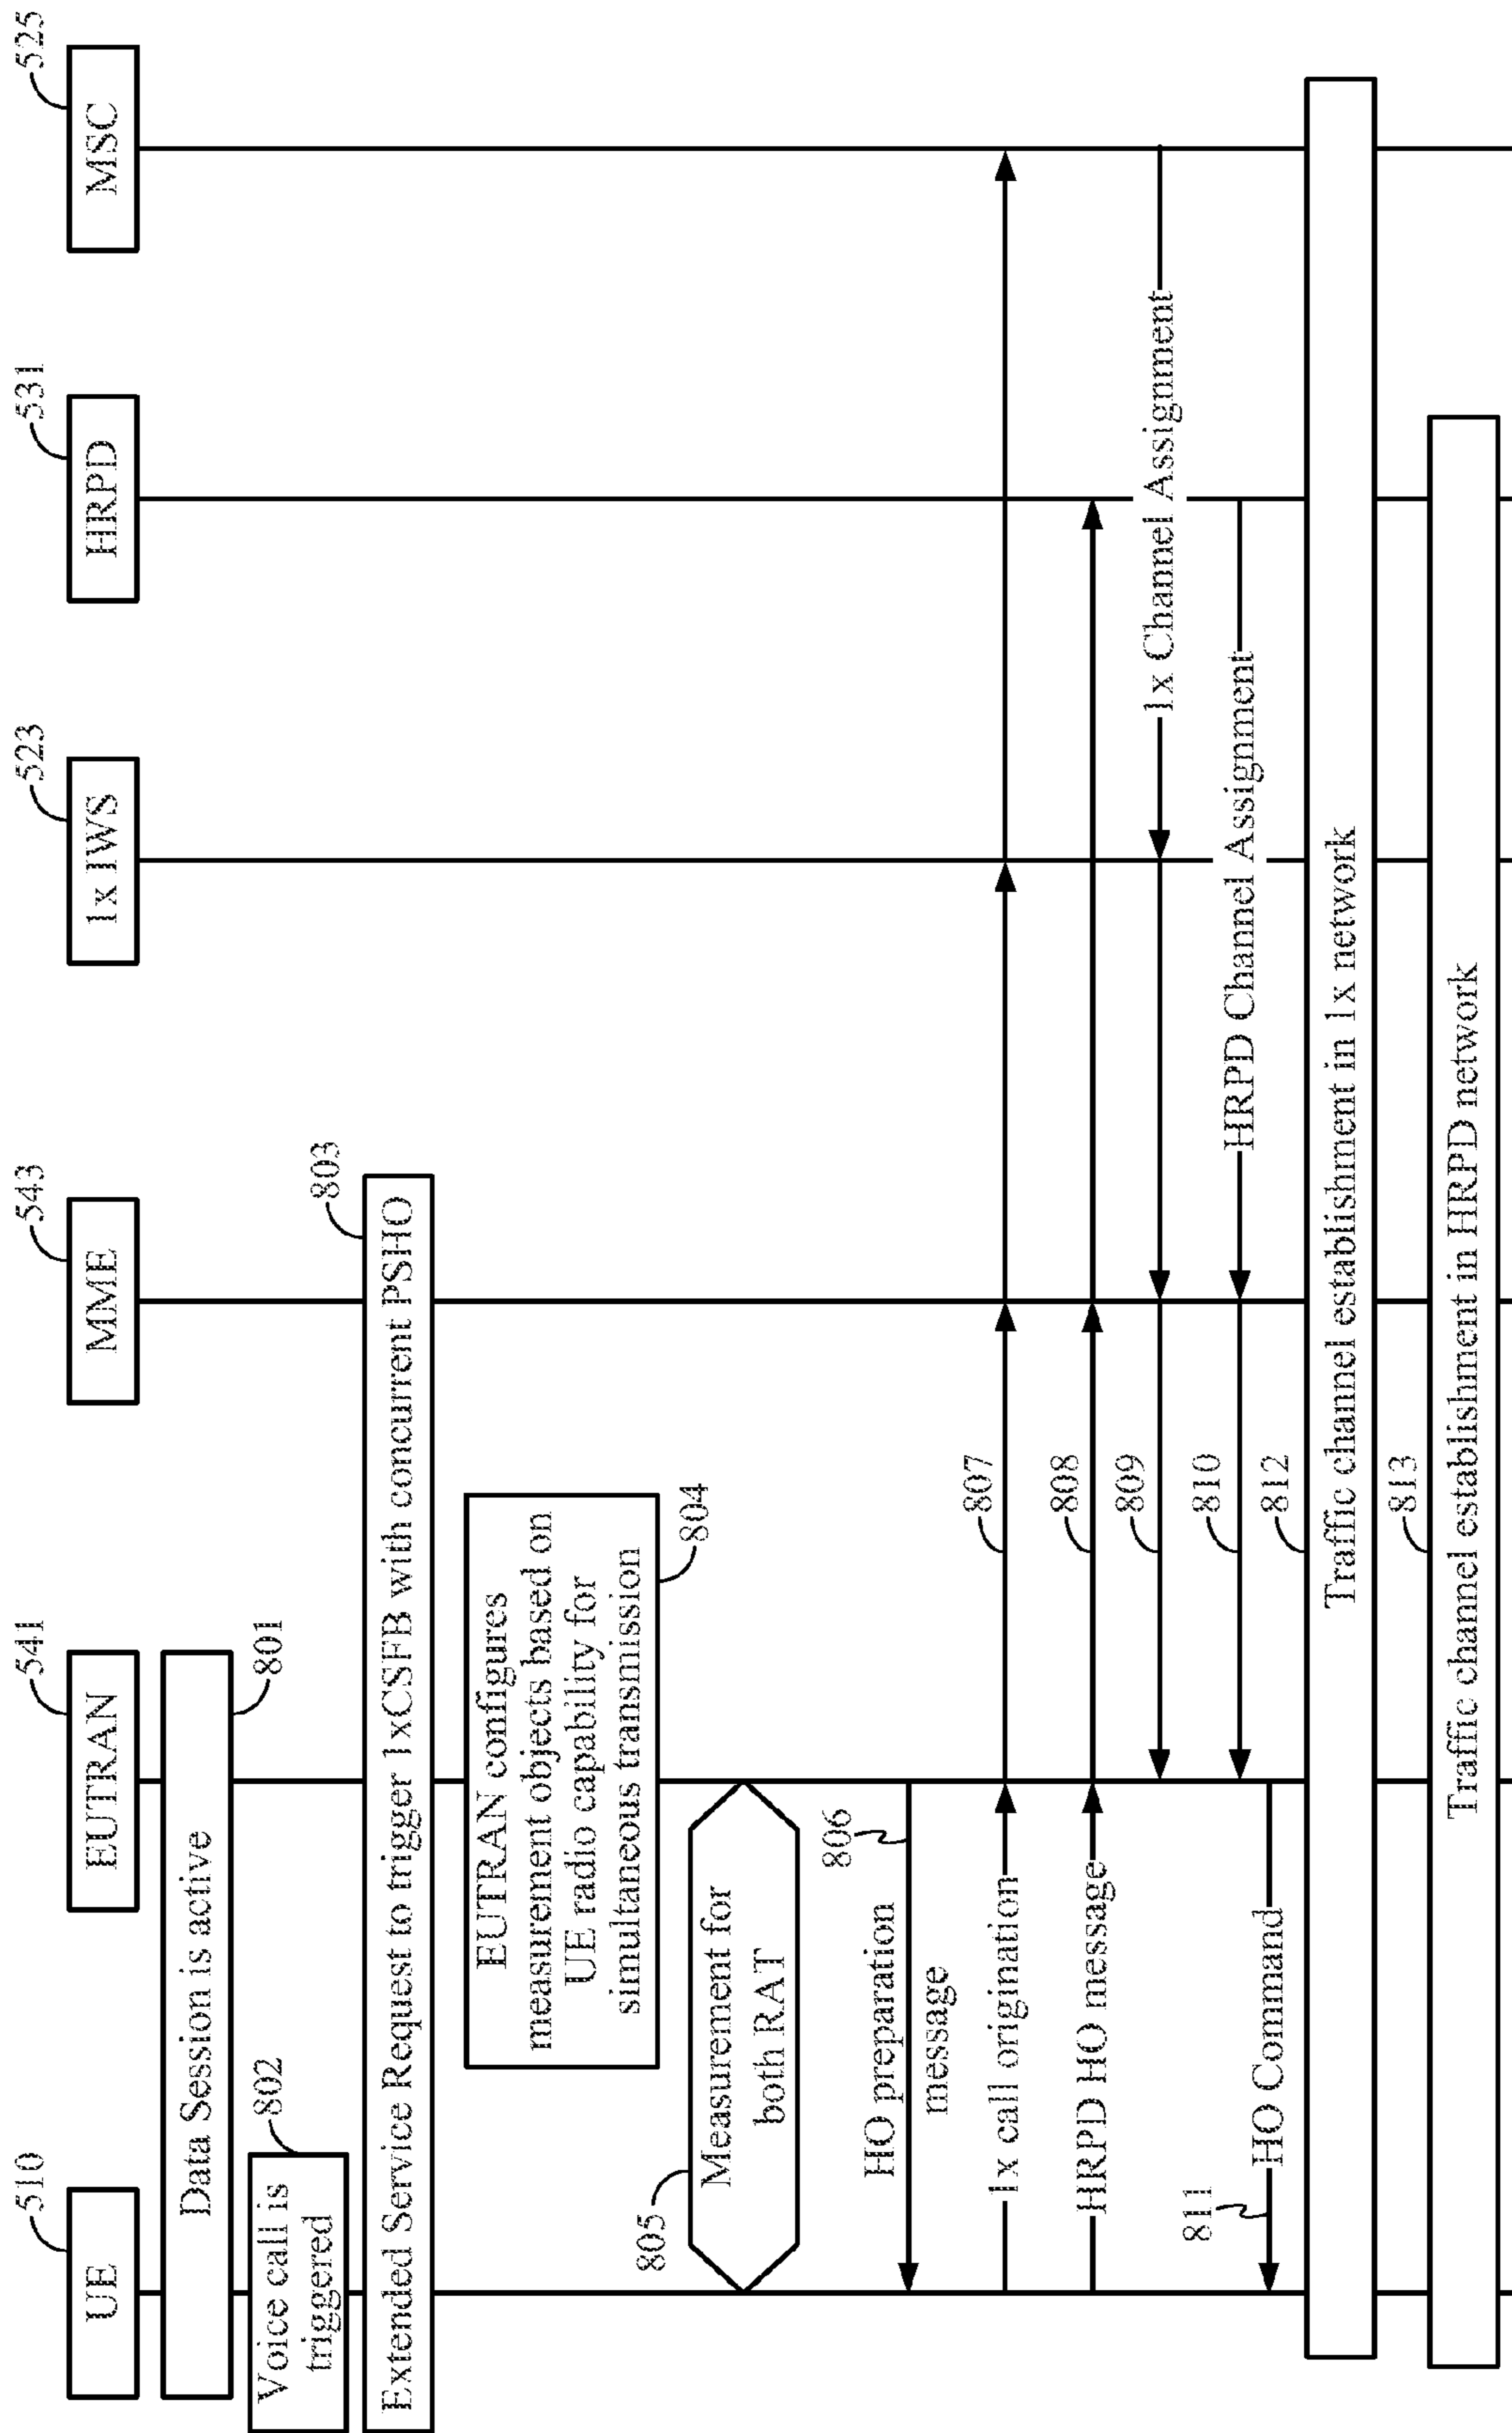 510
UE
541
EUTRAN
543
MME
523
1x IWS
531
HRPD
525
MSC
Data Session is active
801
Voice call is
triggered
802
Extended Service Request to trigger 1xCSFB with concurrent PSHO
803
EUTRAN configures
measurement objects based on
UE radio capability for
simultaneous transmission
804
805
Measurement for
both RAT
HO preparation
message
806
1x call origination
807
HRPD HO message
808
809
1x Channel Assignment
810
HRPD Channel Assignment
811
HO Command
812
Traffic channel establishment in 1x network
813
Traffic channel establishment in HRPD network